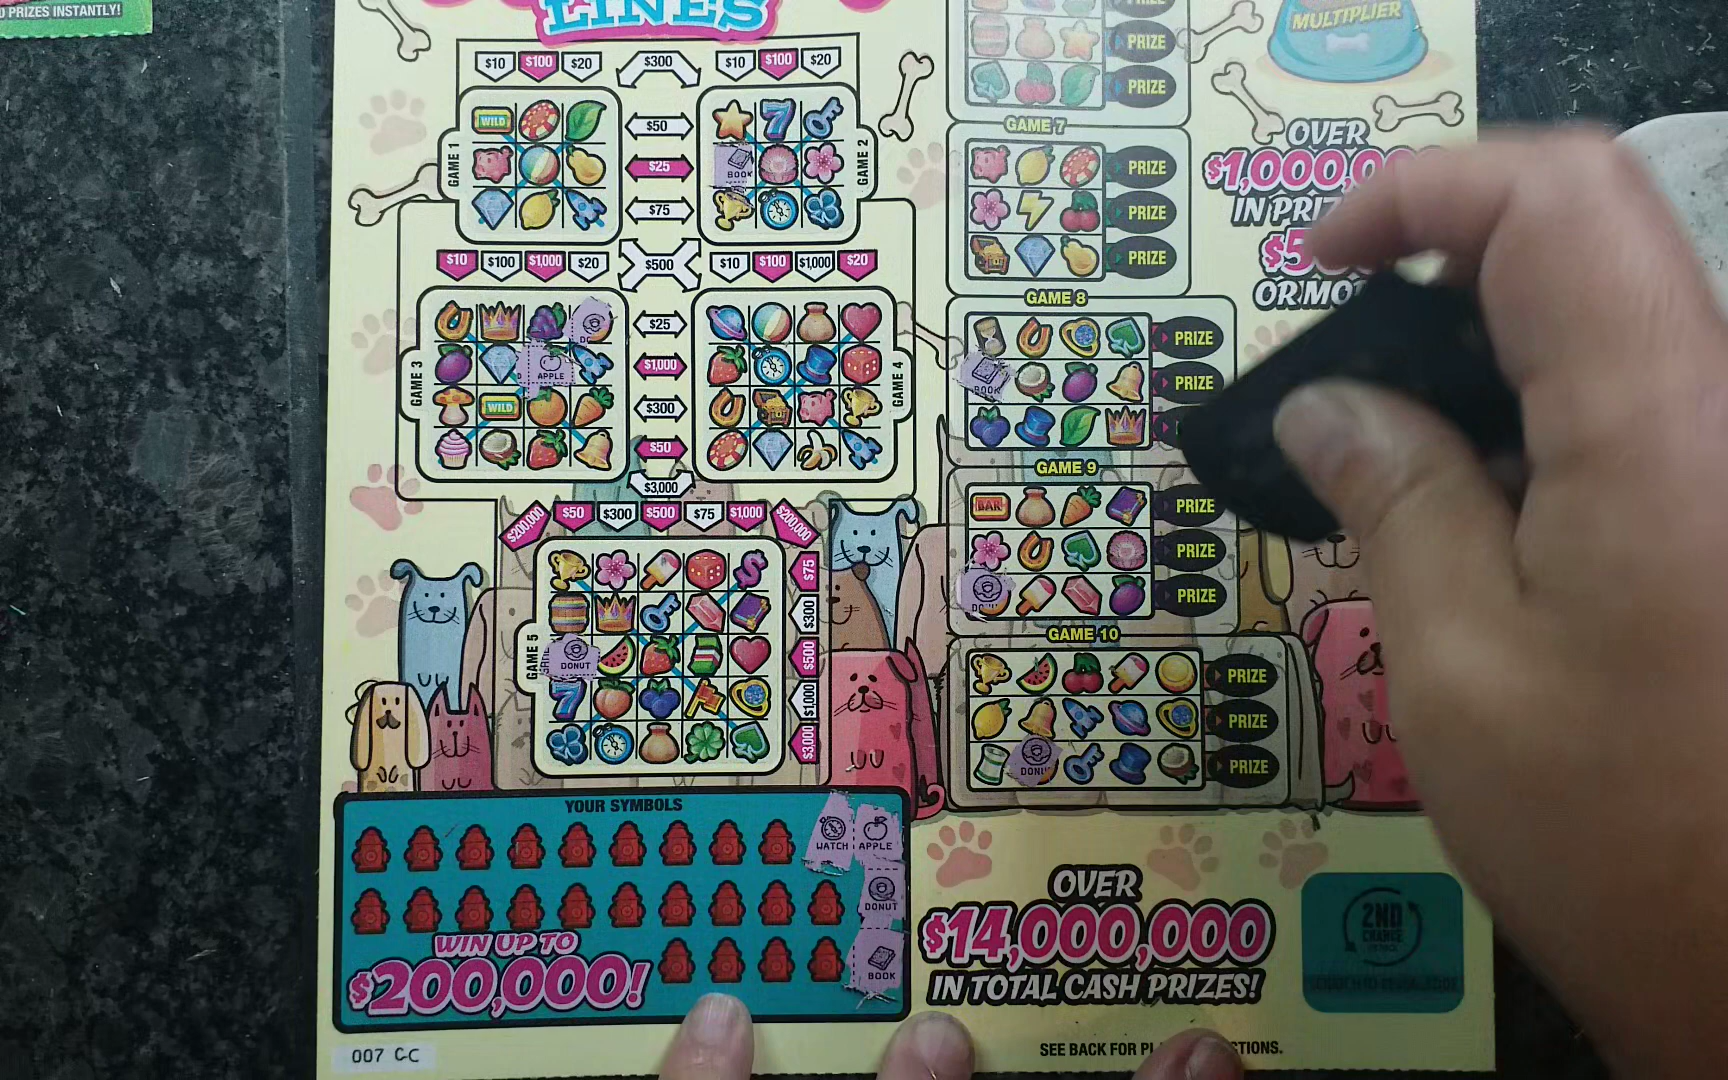 U PRIZES INSTANTLY!
LINES
MULTIPLIER
$10 $100 $20 $300 $10 $100 $20
GAME 1
WILD
$50
$25
$75
GAME 2
7
BOOK
PRIZE
PRIZE
GAME 7
PRIZE
PRIZE
PRIZE
OVER
IN
OR
$10 $100 $1,000 $20 $500 $10 $100 $1,000 $20
GAME 3
APPLE
WILD
$25
$1,000
$300
$50
$3,000
GAME 4
GAME 8
PRIZE
BOOK
PRIZE
GAME 9
BAR
PRIZE
PRIZE
PRIZE
$200,000 $50 $300 $500 $75 $1,000 $200,000
GAME 5
DONUT
7
$75
$300
$500
$1,000
$3,000
GAME 10
PRIZE
PRIZE
PRIZE
YOUR SYMBOLS
WATCH APPLE
DONUT
BOOK
WIN UP TO
$200,000!
OVER
$14,000,000
IN TOTAL CASH PRIZES!
2ND
CHANCE
007 CC
SEE BACK FOR